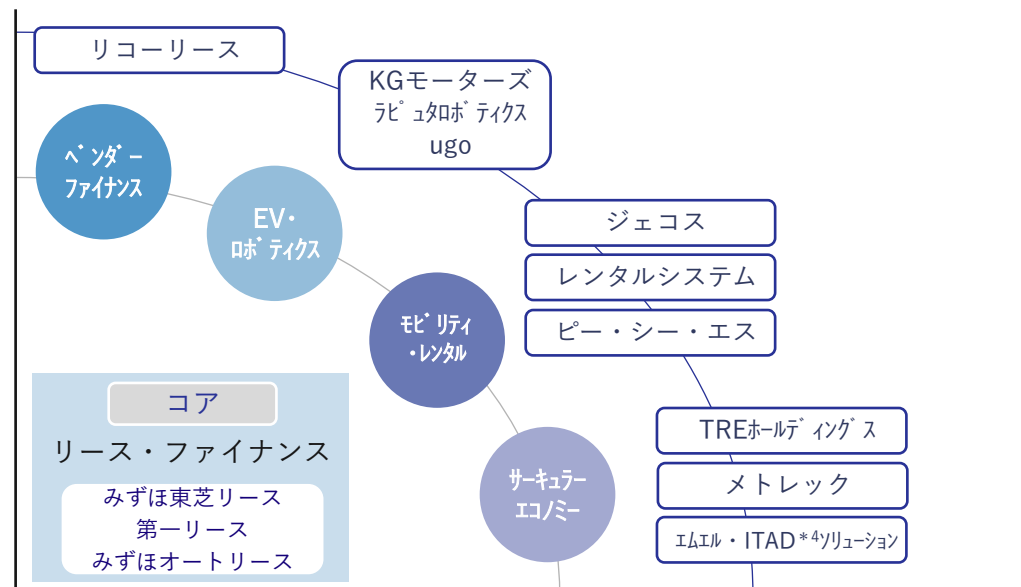 リコーリース
KGモーターズ
ﾗﾋﾟｭﾀﾛﾎﾞﾃｨｸｽ
ugo
ﾍﾞﾝﾀﾞｰ
ﾌｧｲﾅﾝｽ
EV・
ﾛﾎﾞﾃｨｸｽ
ジェコス
レンタルシステム
ピー・シー・エス
ﾓﾋﾞﾘﾃｨ
・ﾚﾝﾀﾙ
コア
リース・ファイナンス
みずほ東芝リース
第一リース
みずほオートリース
TREﾎｰﾙﾃﾞｨﾝｸﾞｽ
メトレック
ｴﾑｴﾙ・ITAD*4ｿﾘｭｰｼｮﾝ
ｻｰｷｭﾗｰ
ｴｺﾉﾐｰ